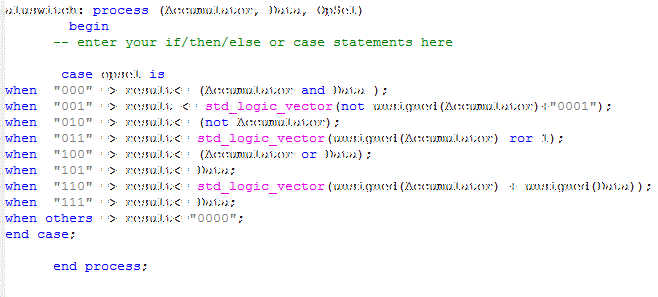 aluswitch: process (Accumulator, Data, OpSel)
begin
-- enter your if/then/else or case statements here
case opsel is
when "000" => result<= (Accumulator and Data );
when "001" => result <= std_logic_vector(not unsigned(Accumulator)+"0001");
when "010" => result<= (not Accumulator);
when "011" => result<= std_logic_vector(unsigned(Accumulator) ror 1);
when "100" => result<= (Accumulator or Data);
when "101" => result<= Data;
when "110" => result<= std_logic_vector(unsigned(Accumulator) + unsigned(Data));
when "111" => result<= Data;
when others => result<="0000";
end case;
end process;